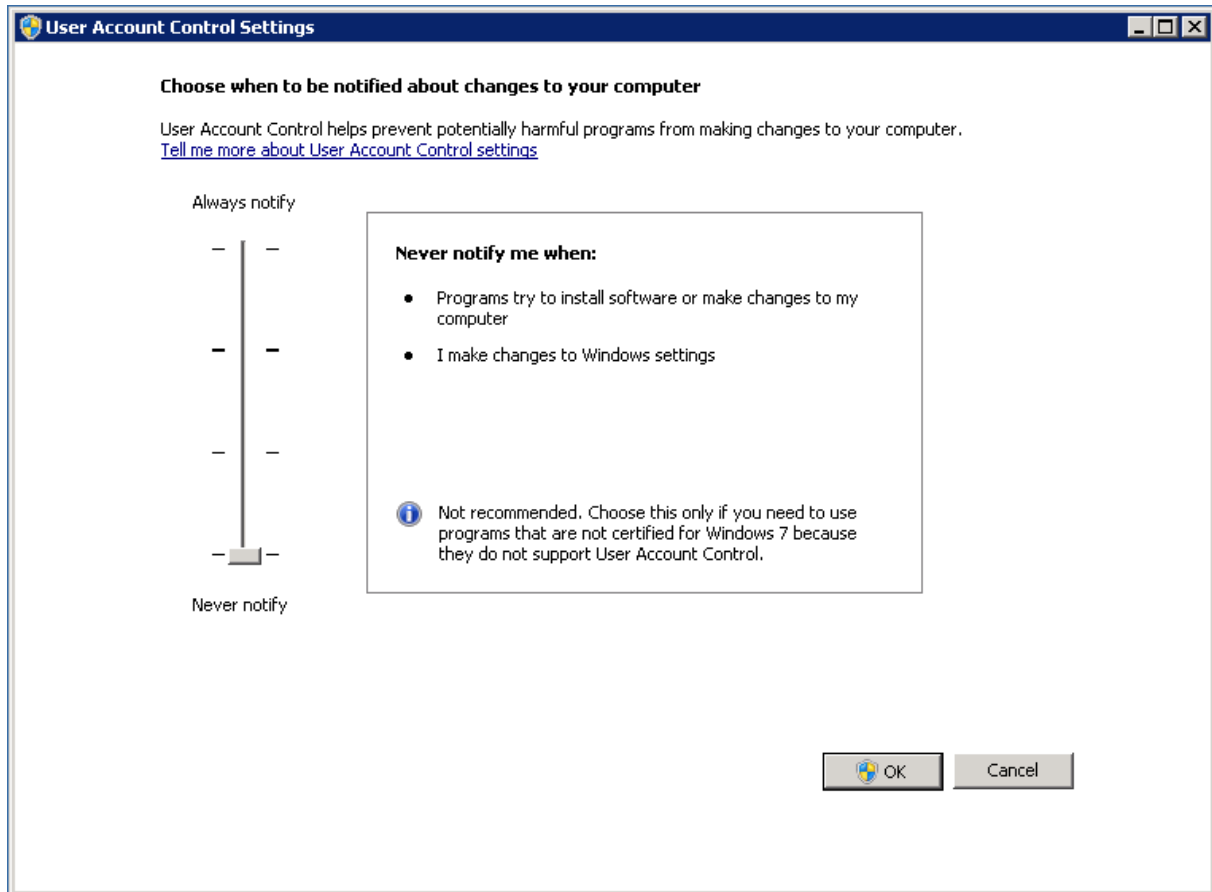 User Account Control Settings
Choose when to be notified about changes to your computer
User Account Control helps prevent potentially harmful programs from making changes to your computer.
Tell me more about User Account Control settings
Always notify
Never notify me when:
● Programs try to install software or make changes to my
computer
● I make changes to Windows settings
Not recommended. Choose this only if you need to use
programs that are not certified for Windows 7 because
they do not support User Account Control.
Never notify
OK
Cancel